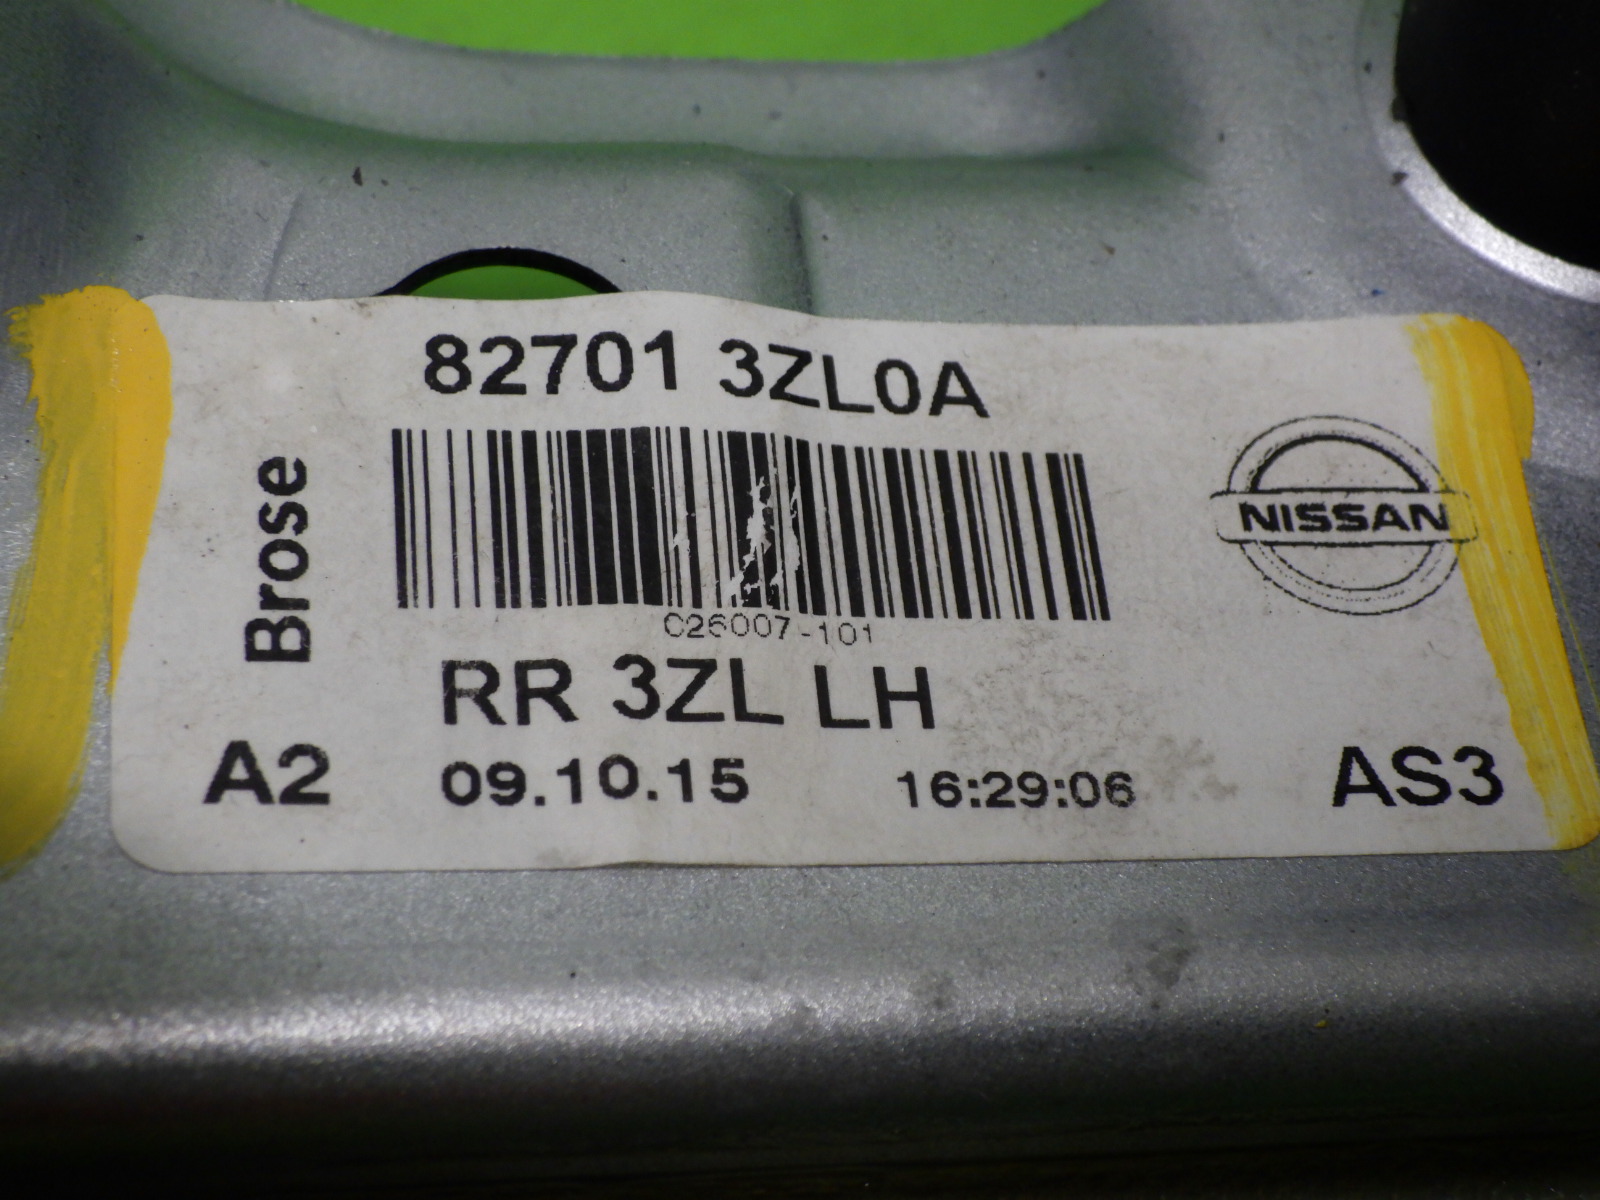 82701 3ZL0A
Brose
NISSAN
C26007-101
RR 3ZL LH
A2 09.10.15 16:29:06 AS3